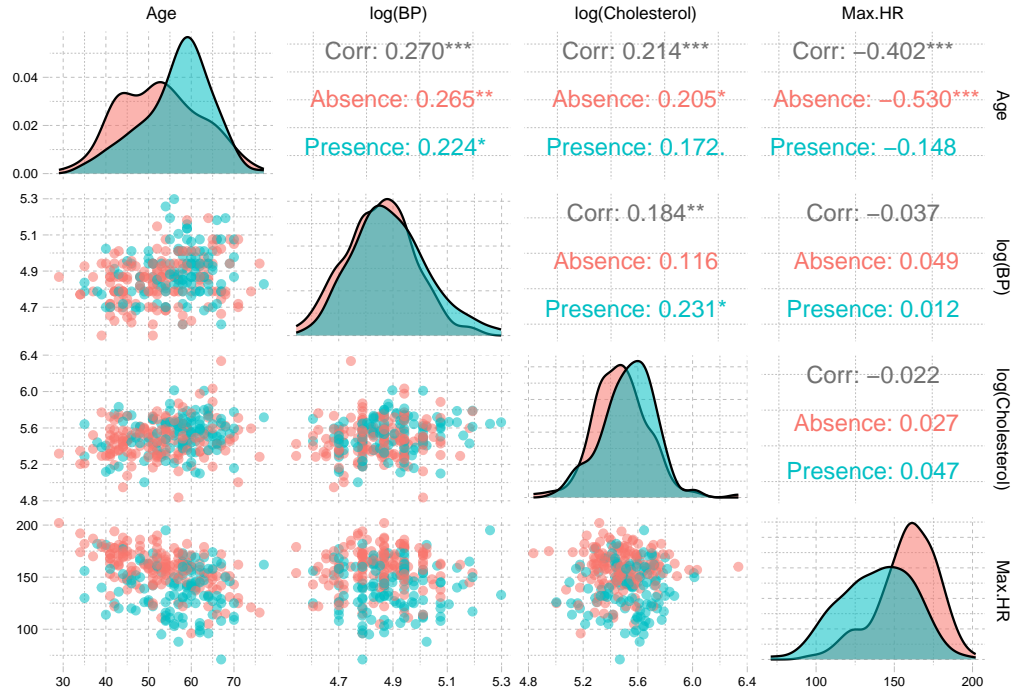 Age log(BP) log(Cholesterol) Max.HR
0.04
0.02
0.00
Corr: 0.270***
Absence: 0.265**
Presence: 0.224*
Corr: 0.214***
Absence: 0.205*
Presence: 0.172.
Corr: −0.402***
Absence: −0.530***
Presence: −0.148
Age
5.3
5.1
4.9
4.7
Corr: 0.184**
Absence: 0.116
Presence: 0.231*
Corr: −0.037
Absence: 0.049
Presence: 0.012
log(BP)
6.4
6.0
5.6
5.2
4.8
Corr: −0.022
Absence: 0.027
Presence: 0.047
log(Cholesterol)
200
150
100
Max.HR
30 40 50 60 70
4.7 4.9 5.1 5.3
4.8 5.2 5.6 6.0 6.4
100 150 200